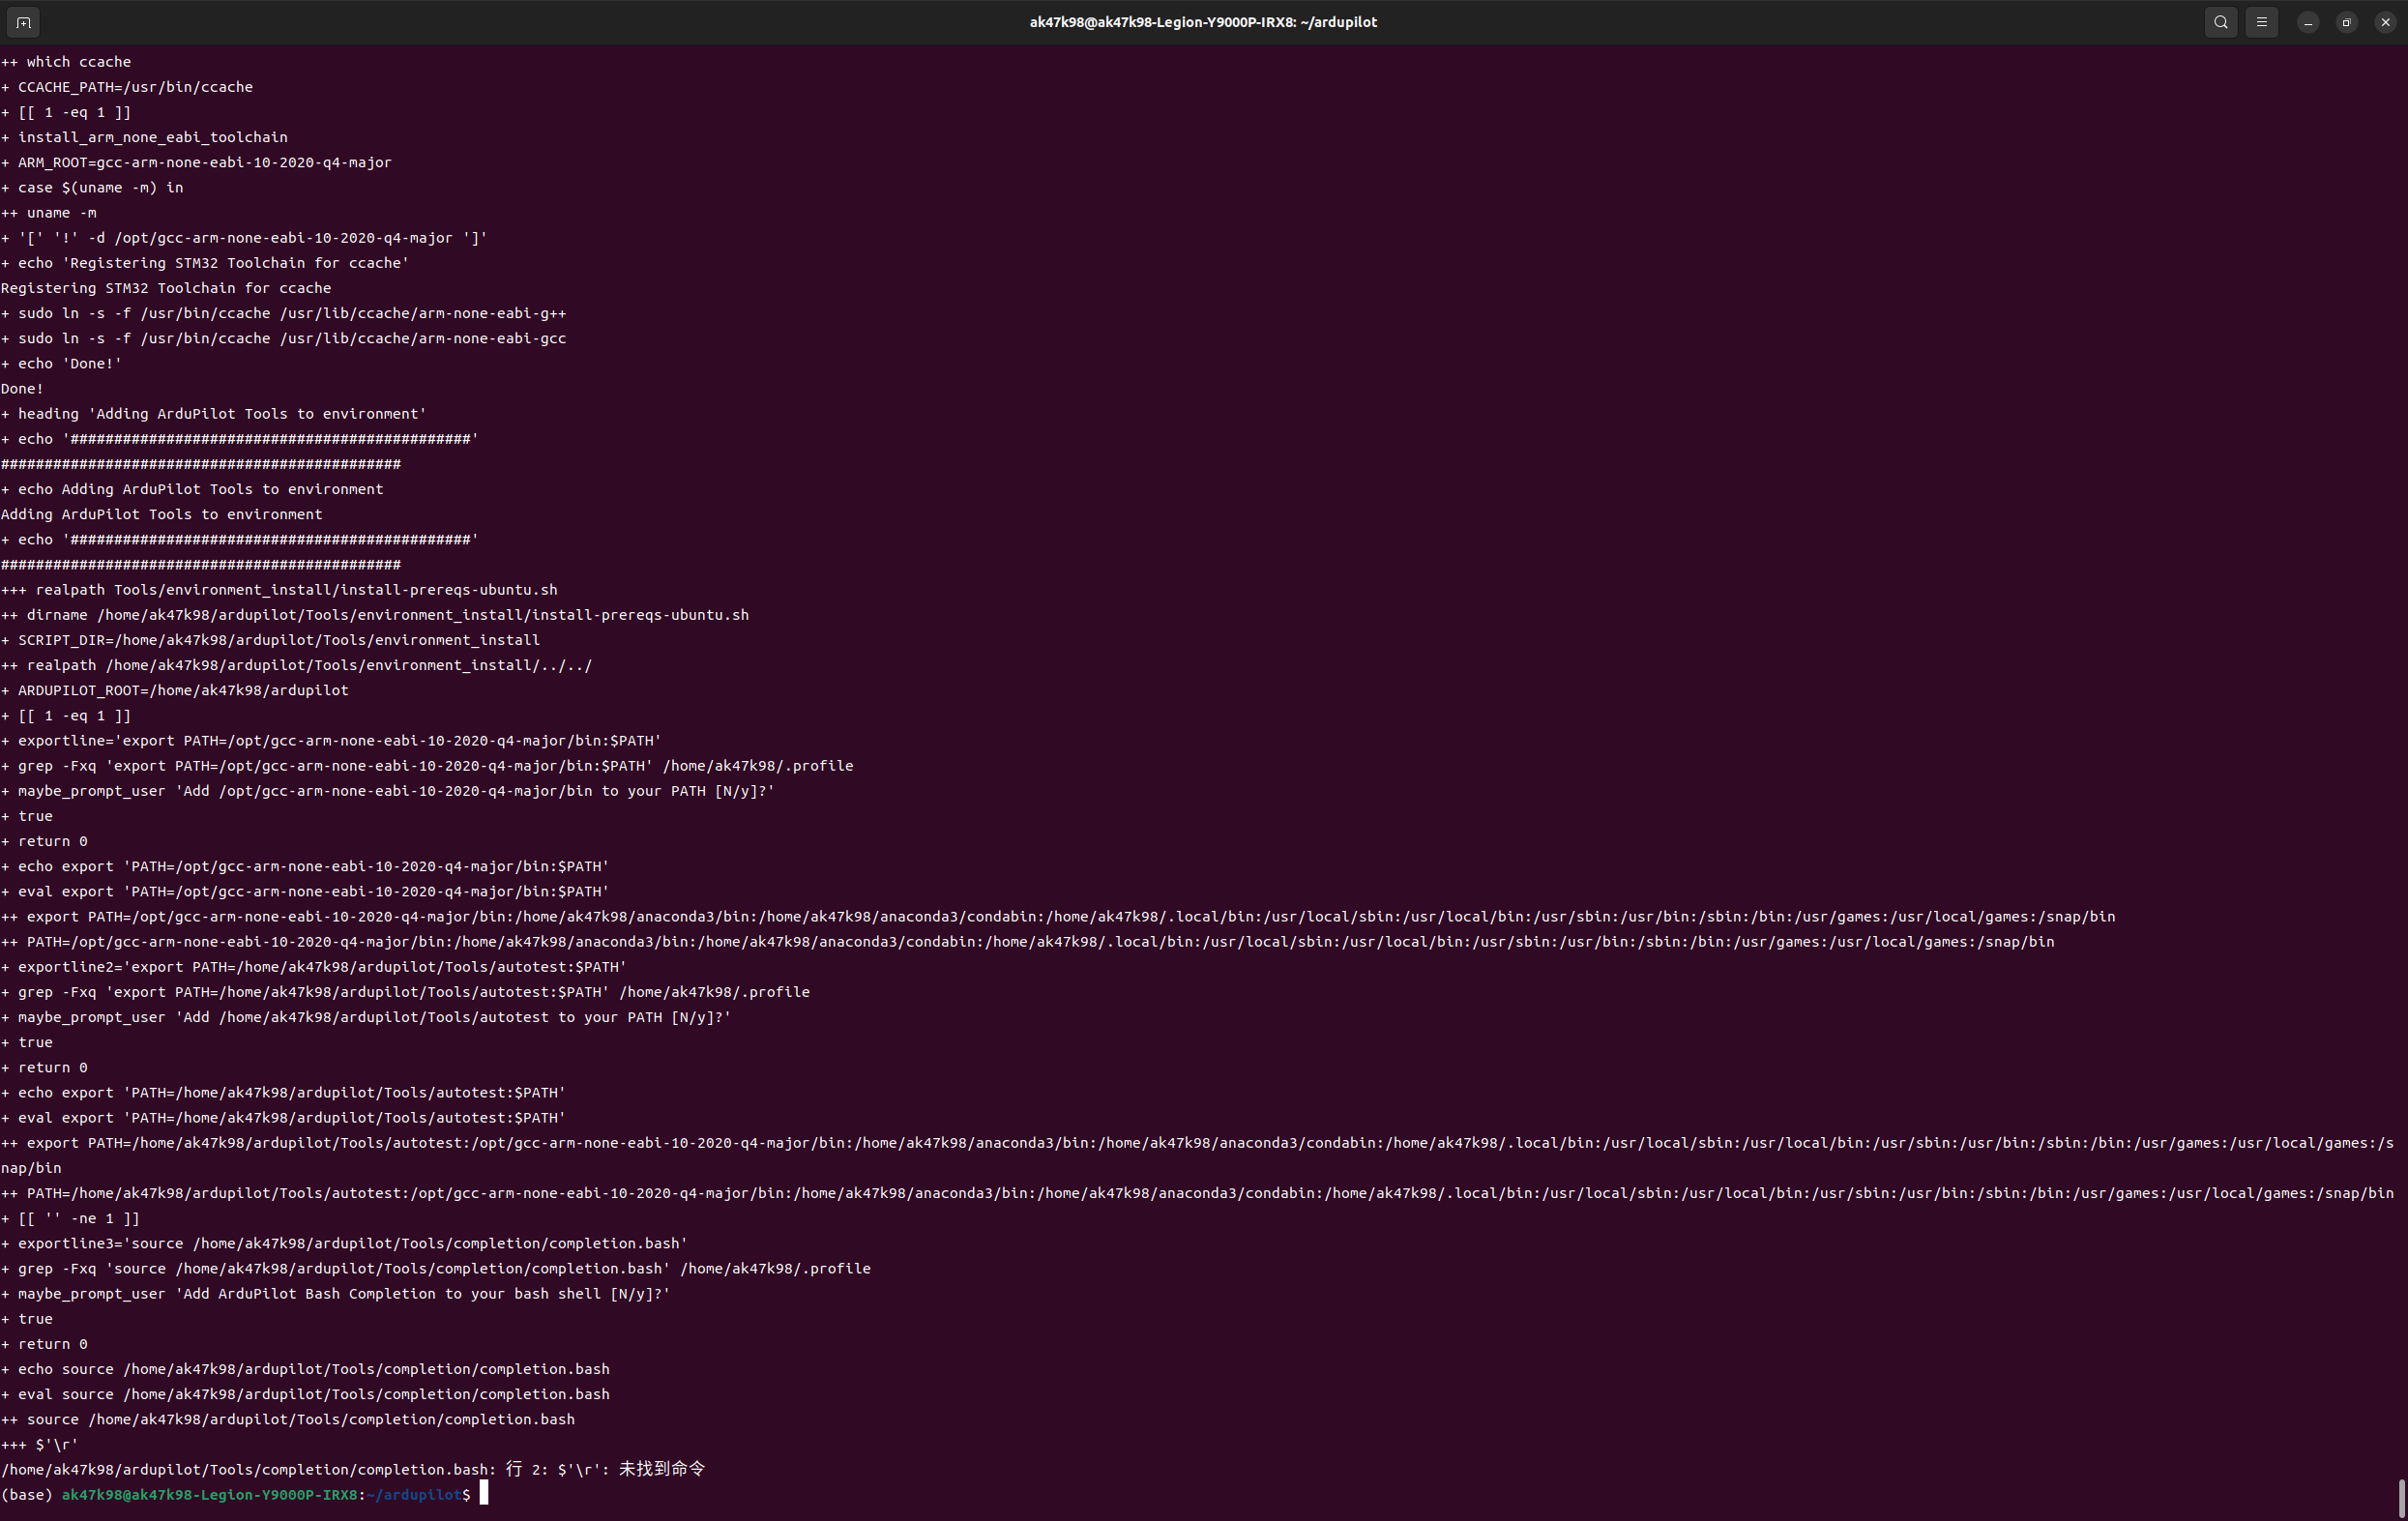 ak47k98@ak47k98-Legion-Y9000P-IRX8: ~/ardupilot
++ which ccache
+ CCACHE_PATH=/usr/bin/ccache
+ [[ 1 -eq 1 ]]
+ install_arm_none_eabi_toolchain
+ ARM_ROOT=gcc-arm-none-eabi-10-2020-q4-major
+ case $(uname -m) in
++ uname -m
+ '[' '!' -d /opt/gcc-arm-none-eabi-10-2020-q4-major ']'
+ echo 'Registering STM32 Toolchain for ccache'
Registering STM32 Toolchain for ccache
+ sudo ln -s -f /usr/bin/ccache /usr/lib/ccache/arm-none-eabi-g++
+ sudo ln -s -f /usr/bin/ccache /usr/lib/ccache/arm-none-eabi-gcc
+ echo 'Done!'
Done!
+ heading 'Adding ArduPilot Tools to environment'
+ echo '##############################################'
##############################################
+ echo Adding ArduPilot Tools to environment
Adding ArduPilot Tools to environment
+ echo '##############################################'
##############################################
+++ realpath Tools/environment_install/install-prereqs-ubuntu.sh
++ dirname /home/ak47k98/ardupilot/Tools/environment_install/install-prereqs-ubuntu.sh
+ SCRIPT_DIR=/home/ak47k98/ardupilot/Tools/environment_install
++ realpath /home/ak47k98/ardupilot/Tools/environment_install/../../
+ ARDUPILOT_ROOT=/home/ak47k98/ardupilot
+ [[ 1 -eq 1 ]]
+ exportline='export PATH=/opt/gcc-arm-none-eabi-10-2020-q4-major/bin:$PATH'
+ grep -Fxq 'export PATH=/opt/gcc-arm-none-eabi-10-2020-q4-major/bin:$PATH' /home/ak47k98/.profile
+ maybe_prompt_user 'Add /opt/gcc-arm-none-eabi-10-2020-q4-major/bin to your PATH [N/y]?'
+ true
+ return 0
+ echo export 'PATH=/opt/gcc-arm-none-eabi-10-2020-q4-major/bin:$PATH'
+ eval export 'PATH=/opt/gcc-arm-none-eabi-10-2020-q4-major/bin:$PATH'
++ export PATH=/opt/gcc-arm-none-eabi-10-2020-q4-major/bin:/home/ak47k98/anaconda3/bin:/home/ak47k98/anaconda3/condabin:/home/ak47k98/.local/bin:/usr/local/sbin:/usr/local/bin:/usr/sbin:/usr/bin:/sbin:/bin:/usr/games:/usr/local/games:/snap/bin
++ PATH=/opt/gcc-arm-none-eabi-10-2020-q4-major/bin:/home/ak47k98/anaconda3/bin:/home/ak47k98/anaconda3/condabin:/home/ak47k98/.local/bin:/usr/local/sbin:/usr/local/bin:/usr/sbin:/usr/bin:/sbin:/bin:/usr/games:/usr/local/games:/snap/bin
+ exportline2='export PATH=/home/ak47k98/ardupilot/Tools/autotest:$PATH'
+ grep -Fxq 'export PATH=/home/ak47k98/ardupilot/Tools/autotest:$PATH' /home/ak47k98/.profile
+ maybe_prompt_user 'Add /home/ak47k98/ardupilot/Tools/autotest to your PATH [N/y]?'
+ true
+ return 0
+ echo export 'PATH=/home/ak47k98/ardupilot/Tools/autotest:$PATH'
+ eval export 'PATH=/home/ak47k98/ardupilot/Tools/autotest:$PATH'
++ export PATH=/home/ak47k98/ardupilot/Tools/autotest:/opt/gcc-arm-none-eabi-10-2020-q4-major/bin:/home/ak47k98/anaconda3/bin:/home/ak47k98/anaconda3/condabin:/home/ak47k98/.local/bin:/usr/local/sbin:/usr/local/bin:/usr/sbin:/usr/bin:/sbin:/bin:/usr/games:/usr/local/games:/s
nap/bin
++ PATH=/home/ak47k98/ardupilot/Tools/autotest:/opt/gcc-arm-none-eabi-10-2020-q4-major/bin:/home/ak47k98/anaconda3/bin:/home/ak47k98/anaconda3/condabin:/home/ak47k98/.local/bin:/usr/local/sbin:/usr/local/bin:/usr/sbin:/usr/bin:/sbin:/bin:/usr/games:/usr/local/games:/snap/bin
+ [[ '' -ne 1 ]]
+ exportline3='source /home/ak47k98/ardupilot/Tools/completion/completion.bash'
+ grep -Fxq 'source /home/ak47k98/ardupilot/Tools/completion/completion.bash' /home/ak47k98/.profile
+ maybe_prompt_user 'Add ArduPilot Bash Completion to your bash shell [N/y]?'
+ true
+ return 0
+ echo source /home/ak47k98/ardupilot/Tools/completion/completion.bash
+ eval source /home/ak47k98/ardupilot/Tools/completion/completion.bash
++ source /home/ak47k98/ardupilot/Tools/completion/completion.bash
+++ $'\r'
/home/ak47k98/ardupilot/Tools/completion/completion.bash: 行 2: $'\r': 未找到命令
(base) ak47k98@ak47k98-Legion-Y9000P-IRX8:~/ardupilot$